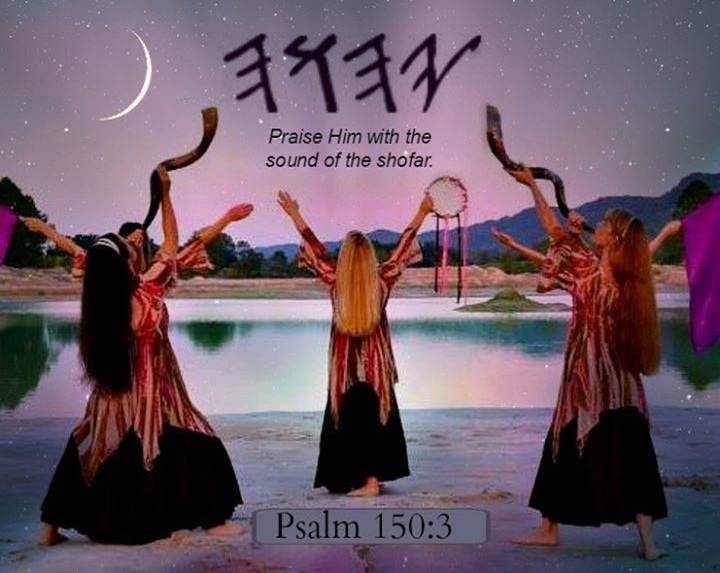 𐤉𐤄𐤅𐤄
Praise Him with the
sound of the shofar.
Psalm 150:3